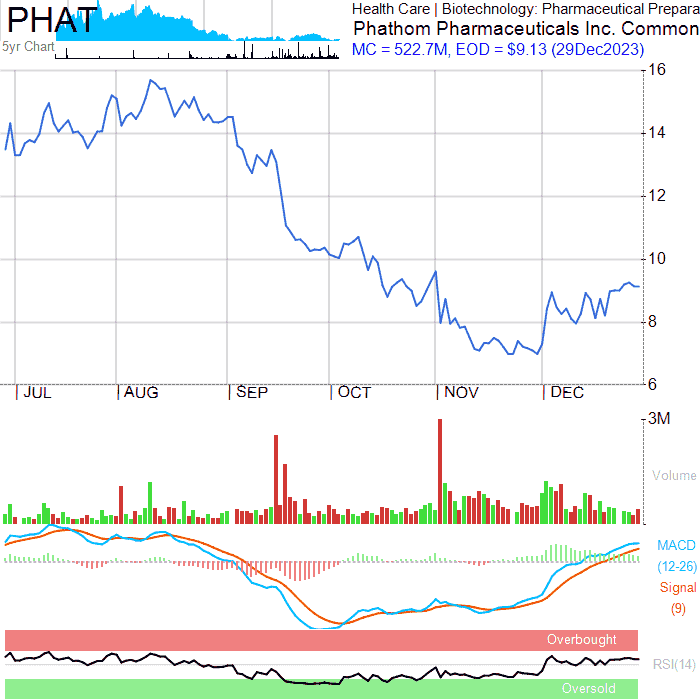 PHAT
Health Care | Biotechnology: Pharmaceutical Prepara
Phathom Pharmaceuticals Inc. Common
5yr Chart
MC = 522.7M, EOD = $9.13 (29Dec2023)
16
14
12
10
8
6
JUL AUG SEP OCT NOV DEC
3M
Volume
MACD
(12-26)
Signal
(9)
Overbought
RSI(14)
Oversold